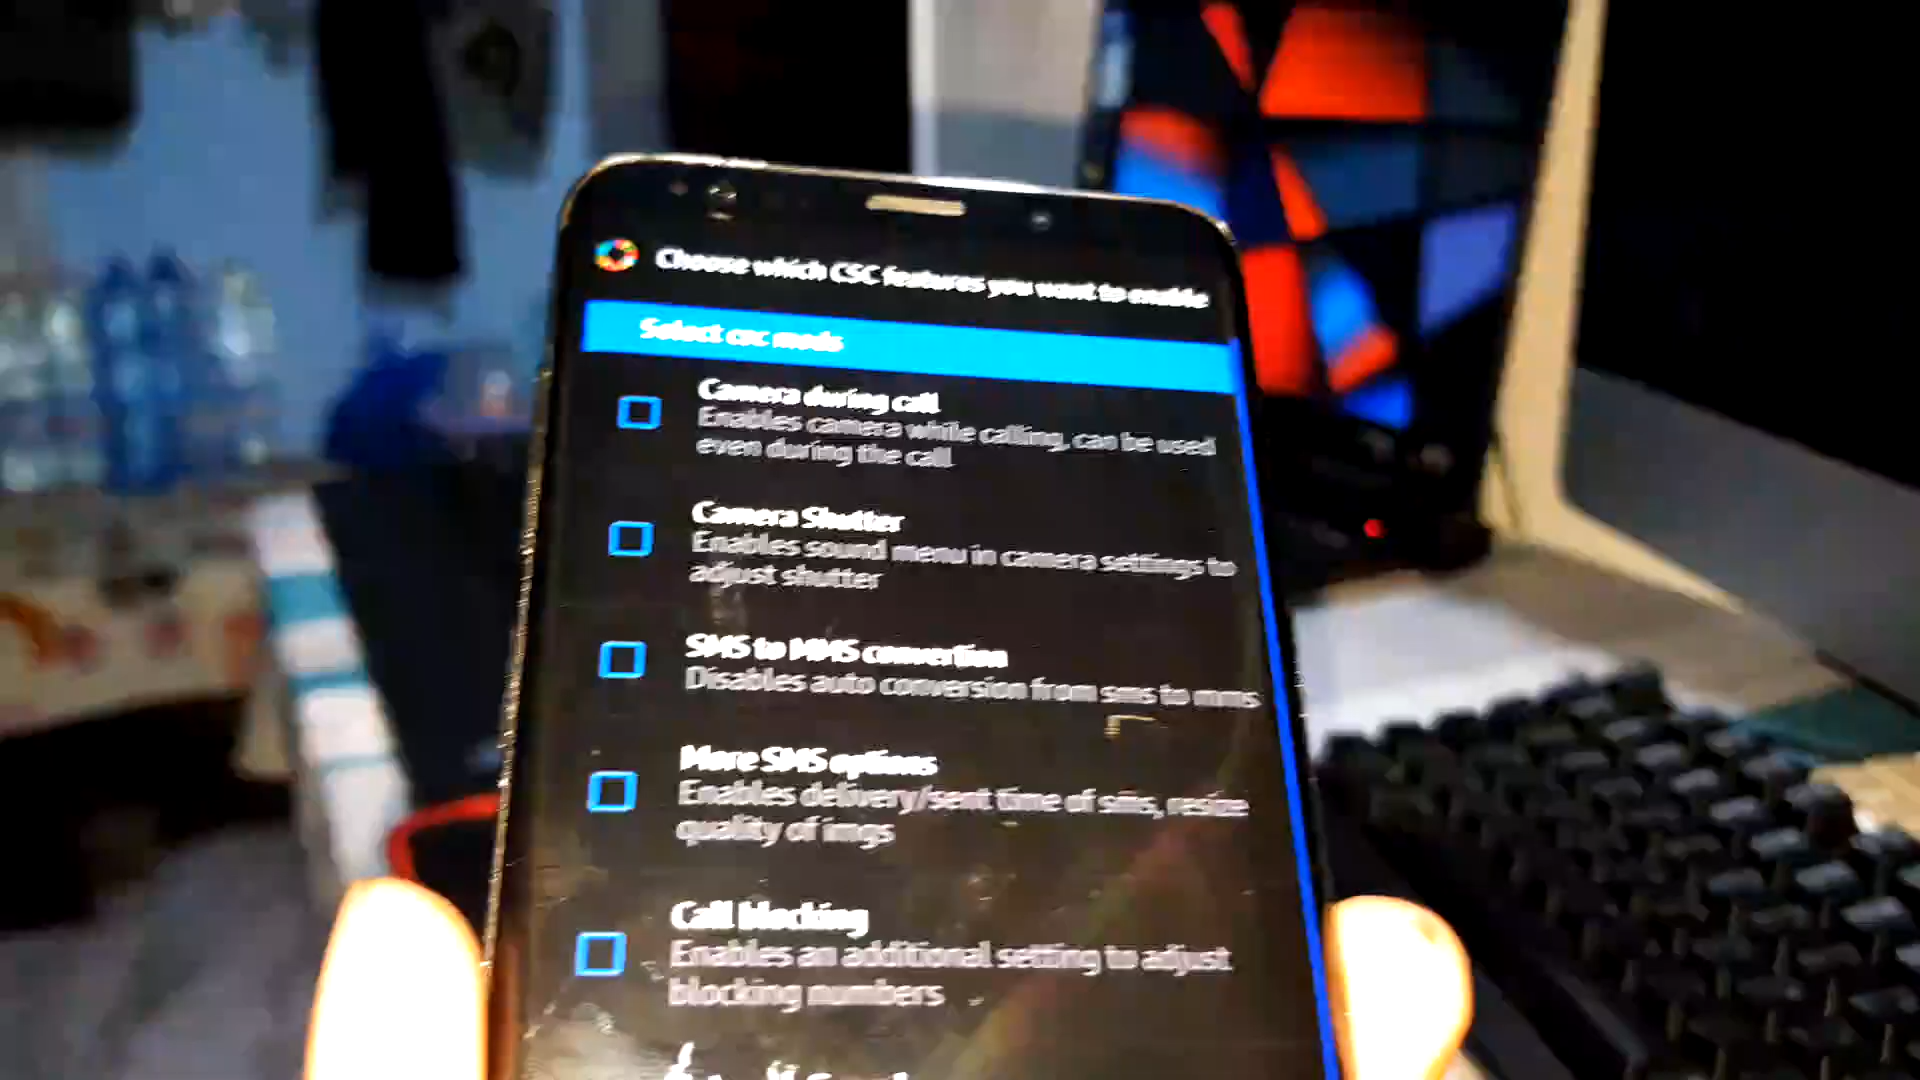 Choose which CSC features you want to enable
Select csc mods
Camera during call
Enables camera while calling, can be used
even during the call
Camera Shutter
Enables sound menu in camera settings to
adjust shutter
SMS to MMS convertion
Disables auto conversion from sms to mms
More SMS options
Enables delivery/sent time of sms, resize
quality of imgs
Call blocking
Enables an additional setting to adjust
blocking numbers